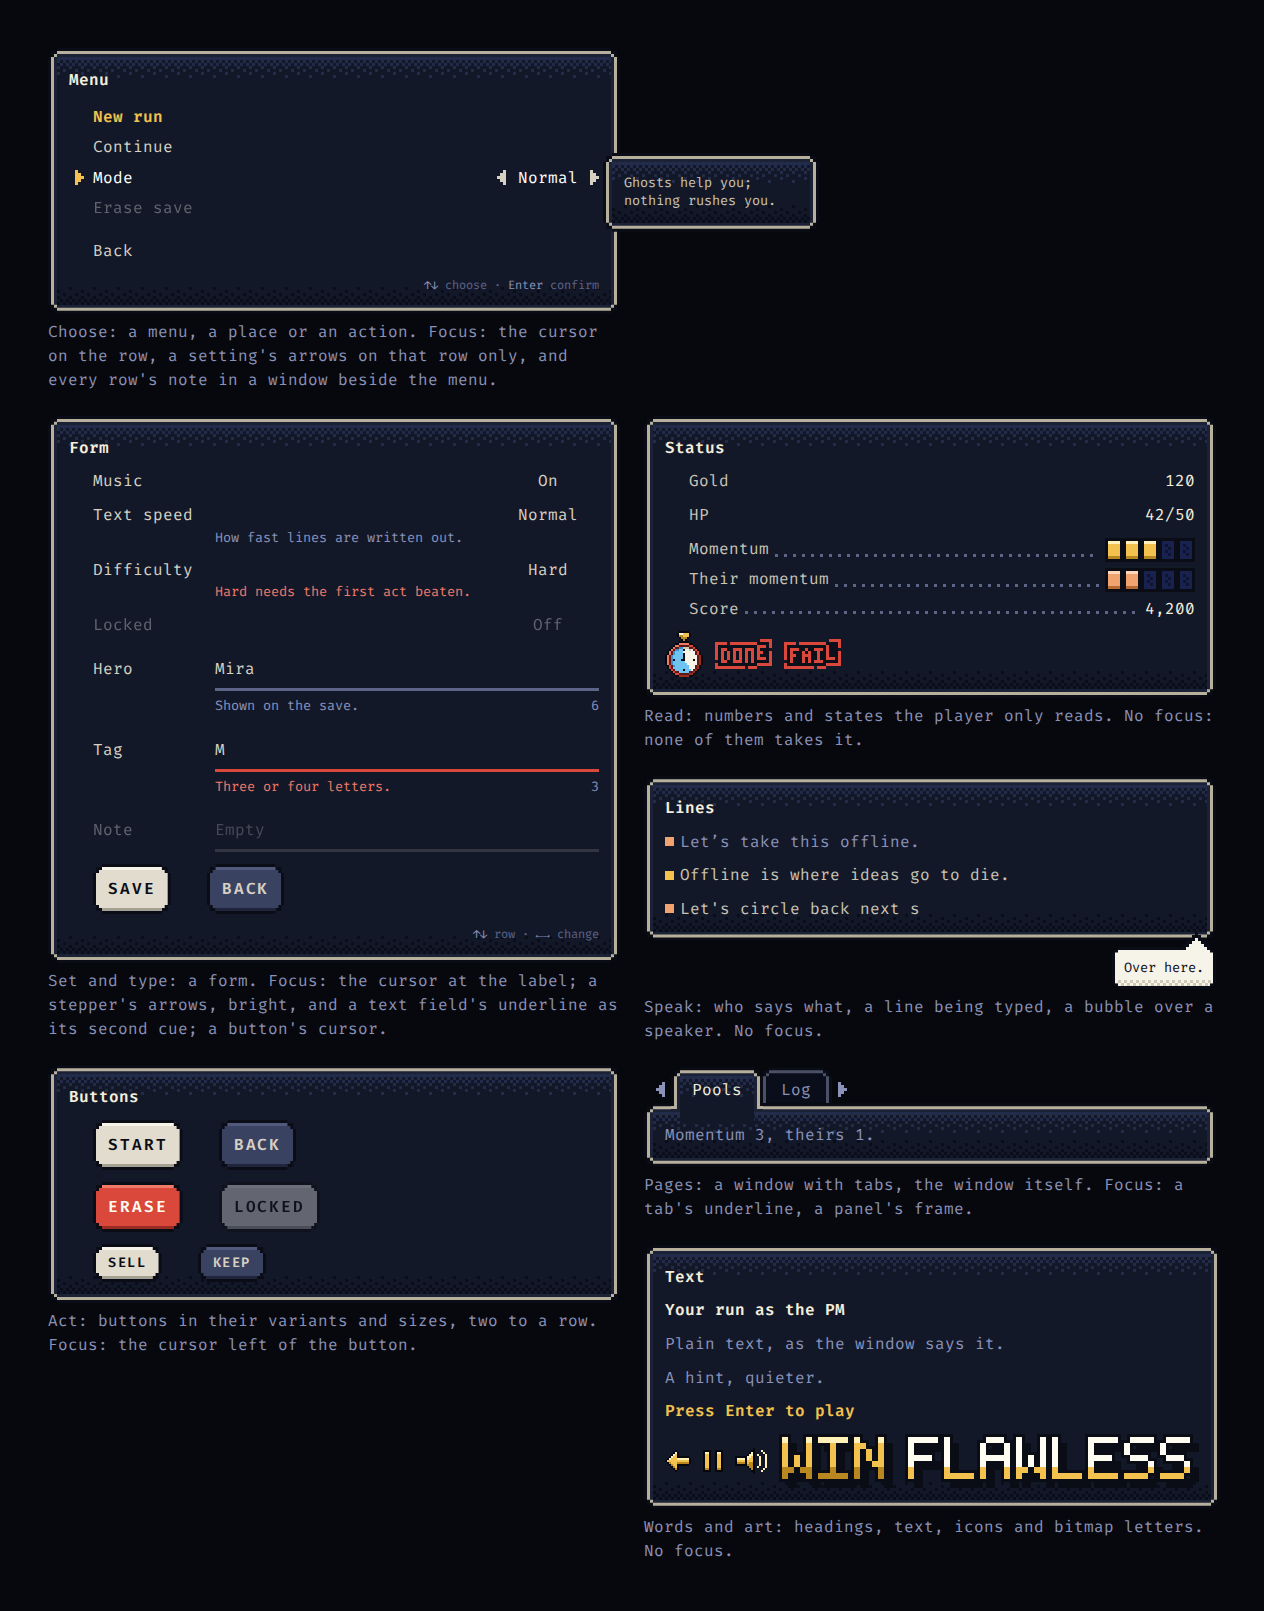 Menu
New run
Continue
Mode
Normal
Ghosts help you;
nothing rushes you.
Erase save
Back
↑↓ choose · Enter confirm
Choose: a menu, a place or an action. Focus: the cursor
on the row, a setting's arrows on that row only, and
every row's note in a window beside the menu.
Form
Music On
Text speed Normal
How fast lines are written out.
Difficulty Hard
Hard needs the first act beaten.
Locked Off
Hero Mira
Shown on the save. 6
Tag M
Three or four letters. 3
Note Empty
SAVE BACK
↑↓ row · ←→ change
Set and type: a form. Focus: the cursor at the label; a
stepper's arrows, bright, and a text field's underline as
its second cue; a button's cursor.
Buttons
START BACK
ERASE LOCKED
SELL KEEP
Act: buttons in their variants and sizes, two to a row.
Focus: the cursor left of the button.
Status
Gold 120
HP 42/50
Momentum
Their momentum
Score 4,200
DONE FAIL
Read: numbers and states the player only reads. No focus:
none of them takes it.
Lines
Let’s take this offline.
Offline is where ideas go to die.
Let's circle back next s
Over here.
Speak: who says what, a line being typed, a bubble over a
speaker. No focus.
Pools Log
Momentum 3, theirs 1.
Pages: a window with tabs, the window itself. Focus: a
tab's underline, a panel's frame.
Text
Your run as the PM
Plain text, as the window says it.
A hint, quieter.
Press Enter to play
WIN FLAWLESS
Words and art: headings, text, icons and bitmap letters.
No focus.